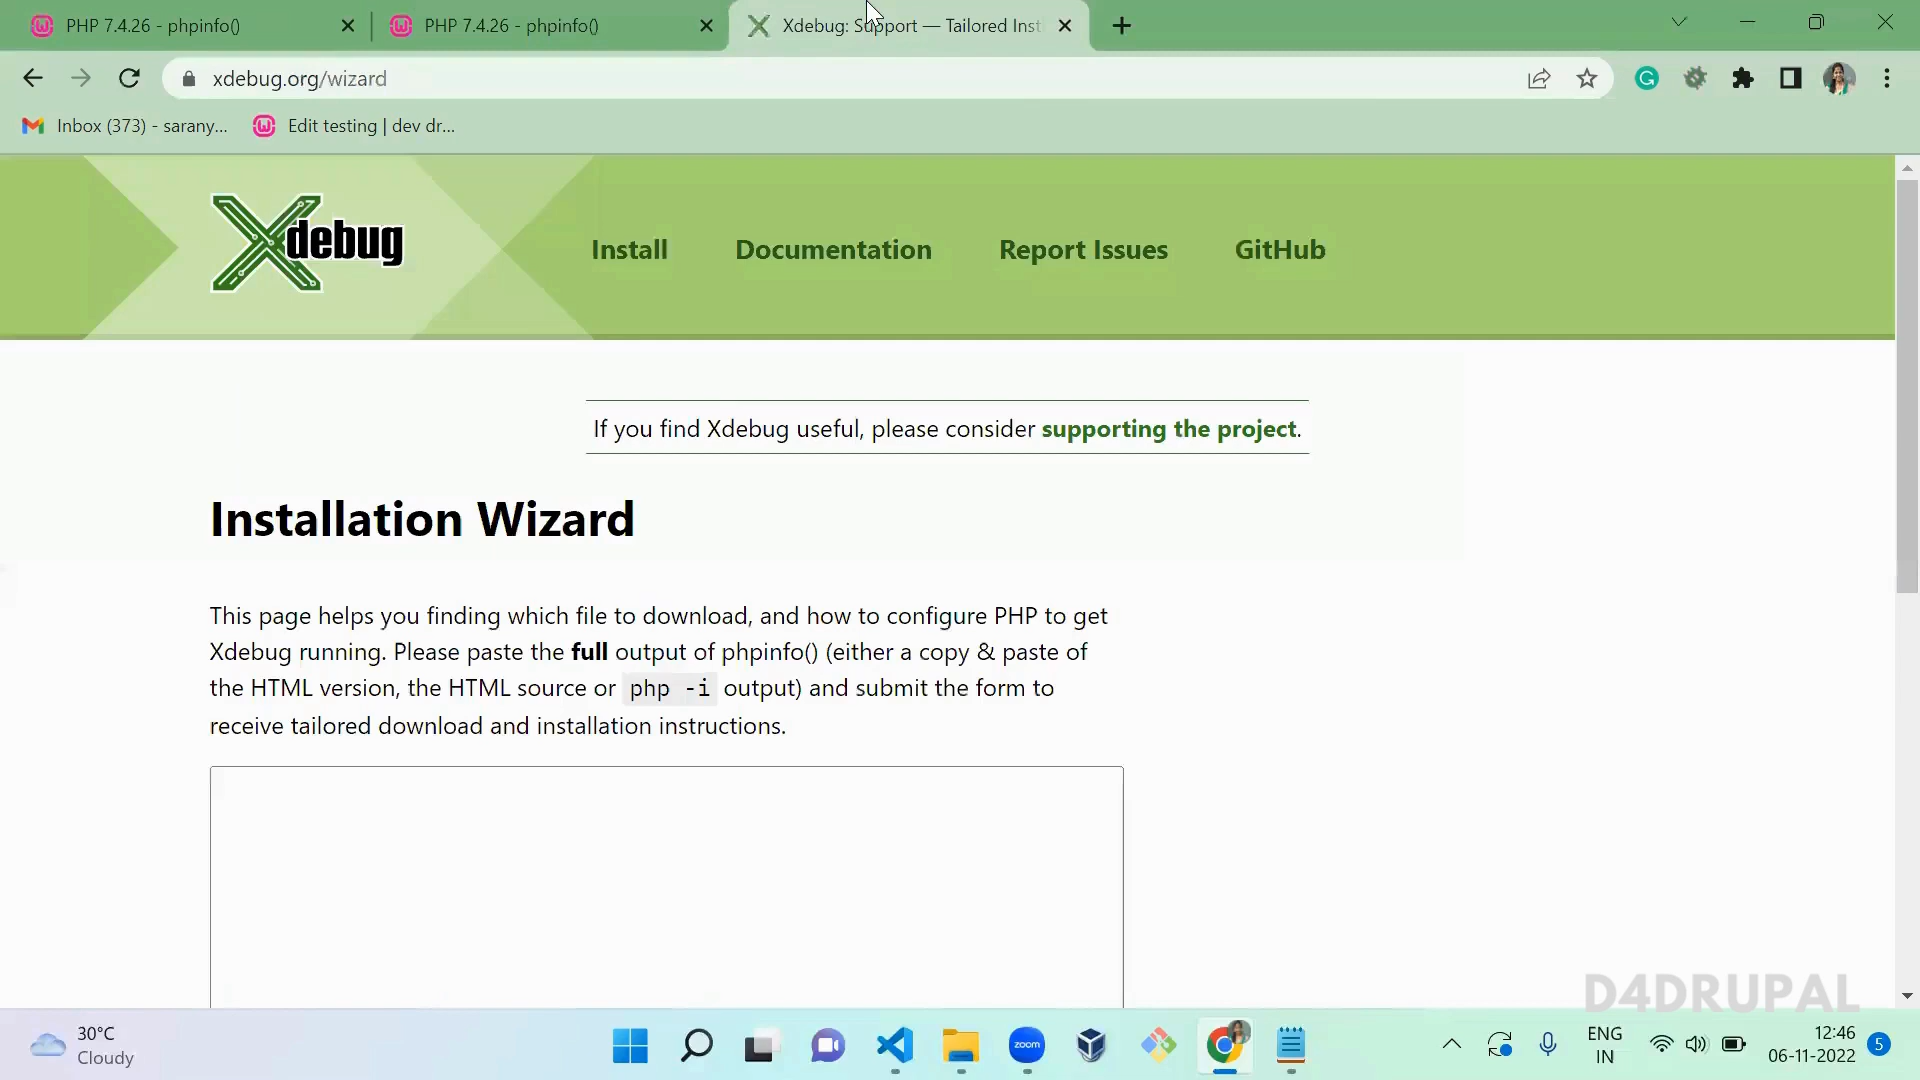 PHP 7.4.26 - phpinfo()
PHP 7.4.26 - phpinfo()
Xdebug: Support — Tailored Inst
xdebug.org/wizard
Inbox (373) - sarany...
Edit testing | dev dr...
Xdebug
Install
Documentation
Report Issues
GitHub
If you find Xdebug useful, please consider supporting the project.
Installation Wizard
This page helps you finding which file to download, and how to configure PHP to get
Xdebug running. Please paste the full output of phpinfo() (either a copy & paste of
the HTML version, the HTML source or php -i output) and submit the form to
receive tailored download and installation instructions.
D4DRUPAL
30°C
Cloudy
zoom
ENG
IN
12:46
06-11-2022
5